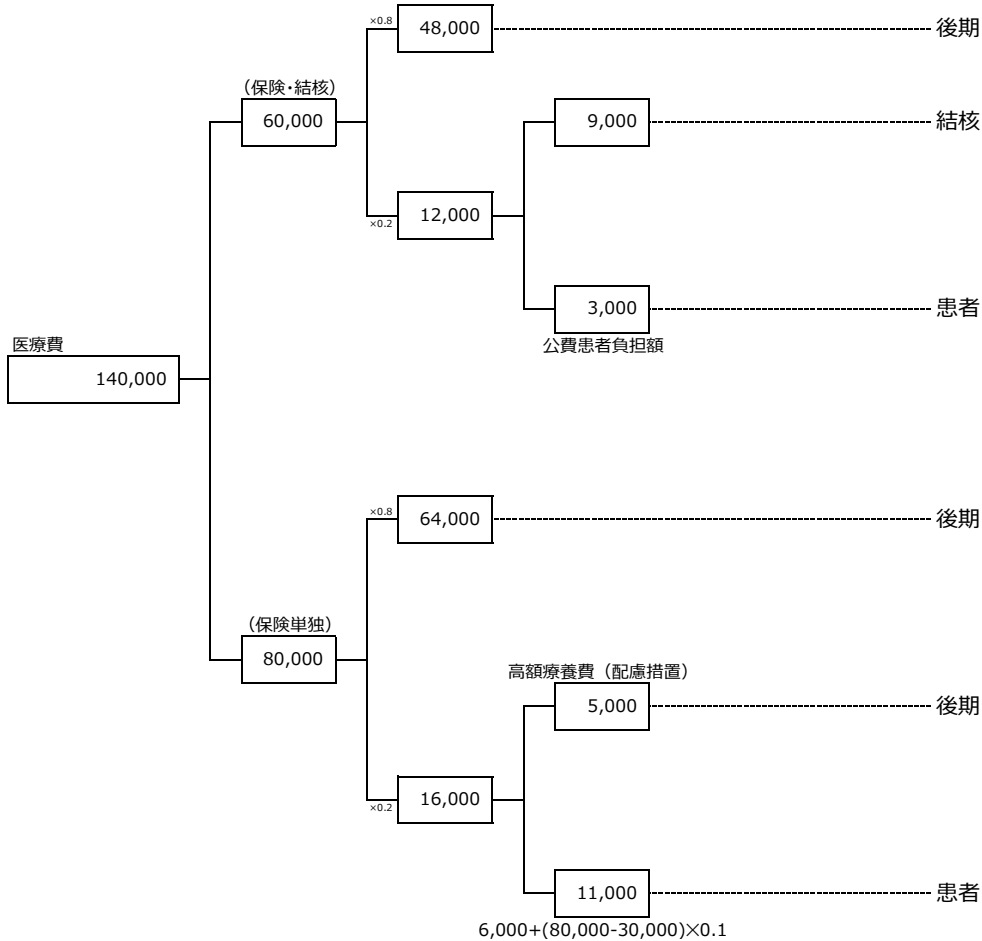 ×0.8
48,000
後期
(保険・結核)
60,000
9,000
結核
×0.2
12,000
3,000
患者
公費患者負担額
医療費
140,000
×0.8
64,000
後期
(保険単独)
80,000
高額療養費(配慮措置)
5,000
後期
×0.2
16,000
11,000
患者
6,000+(80,000-30,000)×0.1